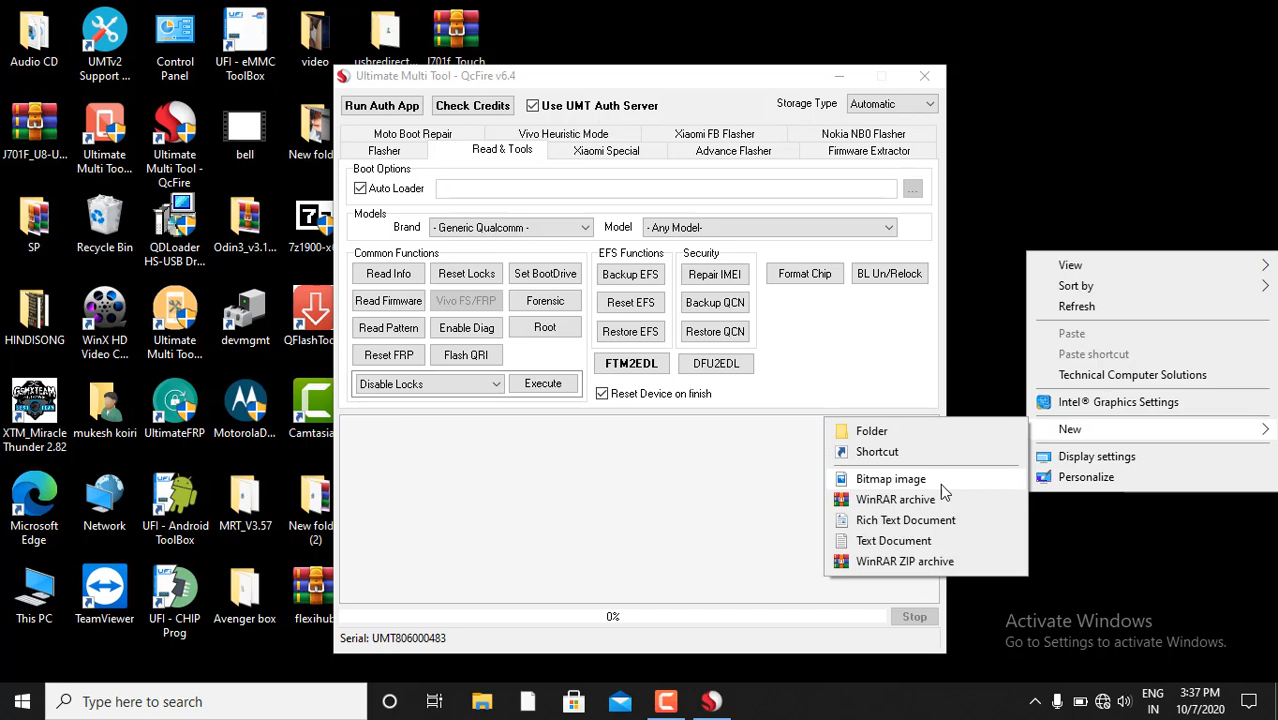 Audio CD
UMTv2
Support ...
Control
Panel
UFI - eMMC
ToolBox
video
usbredirect...
J701f_Touch
J701F_U8-U...
Ultimate
Multi Too...
Ultimate
Multi Tool -
QcFire
bell
New fold
SP
Recycle Bin
QDLoader
HS-USB Dr...
Odin3_v3.1...
7z1900-x
HINDISONG
WinX HD
Video C...
Ultimate
Multi Too...
devmgmt
QFlashToo
XTM_Miracle
Thunder 2.82
mukesh koiri
UltimateFRP
MotorolaD...
Camtasia
Microsoft
Edge
Network
UFI - Android
ToolBox
MRT_V3.57
New fold
(2)
This PC
TeamViewer
UFI - CHIP
Prog
Avenger box
flexihub
Ultimate Multi Tool - QcFire v6.4
Run Auth App
Check Credits
Use UMT Auth Server
Storage Type
Automatic
Moto Boot Repair
Vivo Heuristic Mode
Xiaomi FB Flasher
Nokia NB0 Flasher
Flasher
Read & Tools
Xiaomi Special
Advance Flasher
Firmware Extractor
Boot Options
Auto Loader
...
Models
Brand
- Generic Qualcomm -
Model
- Any Model-
Common Functions
EFS Functions
Security
Read Info
Reset Locks
Set BootDrive
Backup EFS
Repair IMEI
Format Chip
BL Un/Relock
Read Firmware
Vivo FS/FRP
Forensic
Reset EFS
Backup QCN
Read Pattern
Enable Diag
Root
Restore EFS
Restore QCN
Reset FRP
Flash QRI
FTM2EDL
DFU2EDL
Disable Locks
Execute
Reset Device on finish
0%
Stop
Serial: UMT806000483
View
Sort by
Refresh
Paste
Paste shortcut
Technical Computer Solutions
Intel® Graphics Settings
New
Display settings
Personalize
Folder
Shortcut
Bitmap image
WinRAR archive
Rich Text Document
Text Document
WinRAR ZIP archive
Activate Windows
Go to Settings to activate Windows.
Type here to search
ENG
IN
3:37 PM
10/7/2020